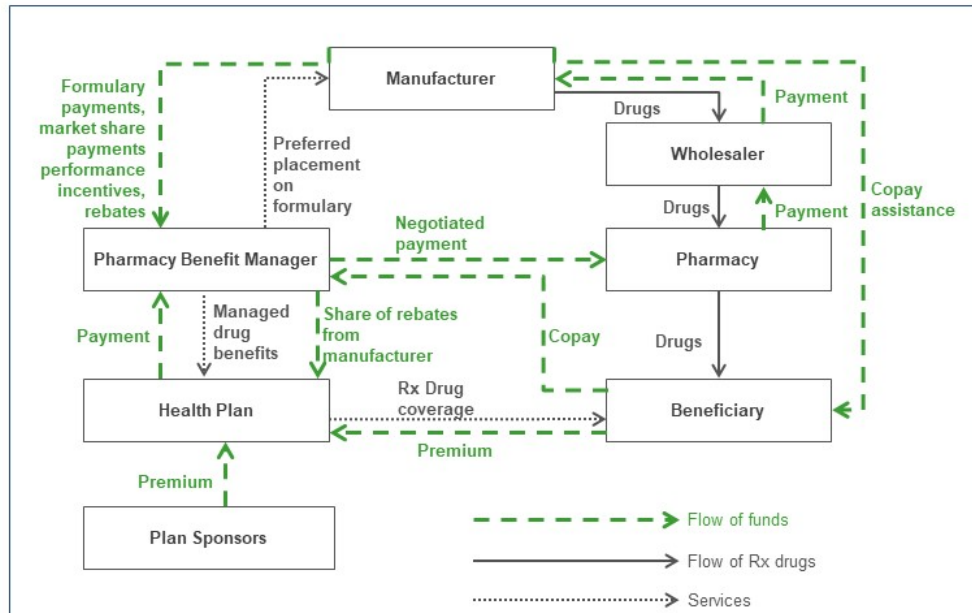 Manufacturer
Formulary
payments,
market share
payments
performance
incentives,
rebates
Preferred
placement
on
formulary
Payment
Drugs
Wholesaler
Copay
assistance
Drugs
Payment
Negotiated
payment
Pharmacy Benefit Manager
Pharmacy
Payment
Managed
drug
benefits
Share of rebates
from
manufacturer
Copay
Drugs
Health Plan
Rx Drug
coverage
Beneficiary
Premium
Premium
Plan Sponsors
Flow of funds
Flow of Rx drugs
Services